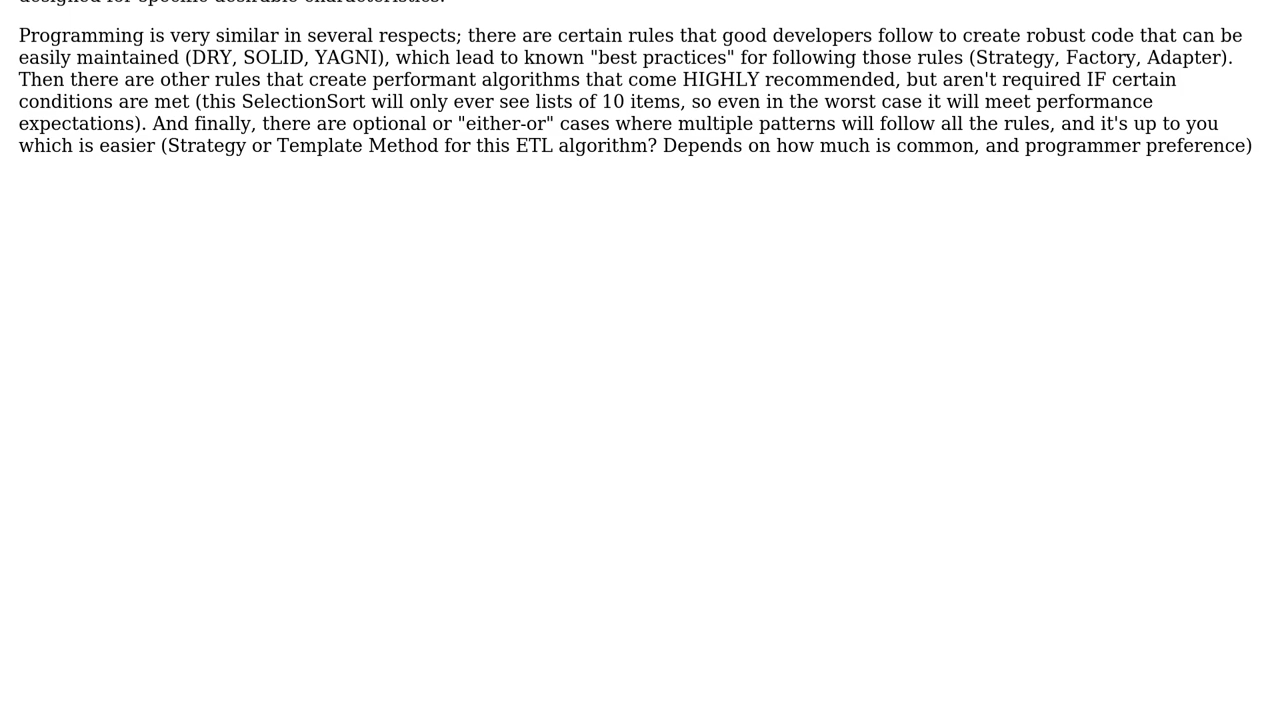 designed for specific desirable characteristics.
Programming is very similar in several respects; there are certain rules that good developers follow to create robust code that can be
easily maintained (DRY, SOLID, YAGNI), which lead to known "best practices" for following those rules (Strategy, Factory, Adapter).
Then there are other rules that create performant algorithms that come HIGHLY recommended, but aren't required IF certain
conditions are met (this SelectionSort will only ever see lists of 10 items, so even in the worst case it will meet performance
expectations). And finally, there are optional or "either-or" cases where multiple patterns will follow all the rules, and it's up to you
which is easier (Strategy or Template Method for this ETL algorithm? Depends on how much is common, and programmer preference)